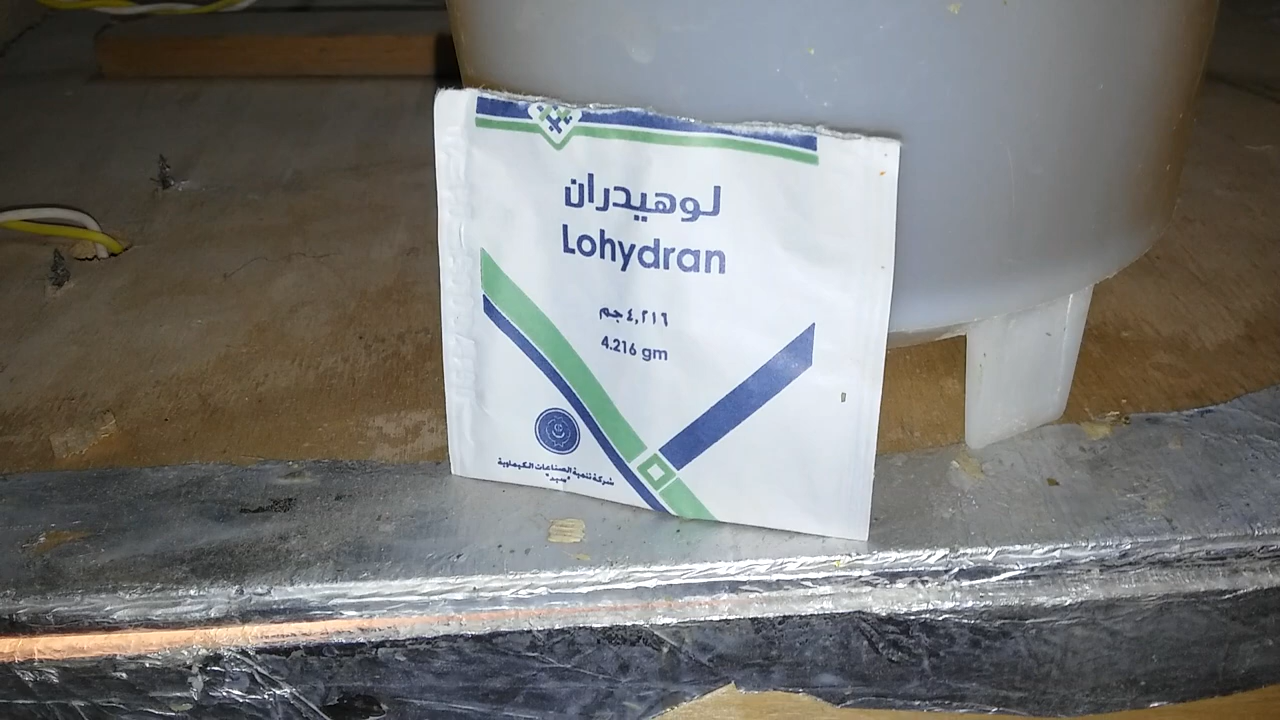 لوهيدران
Lohydran
٤,٢١٦ جم
4.216 gm
شركة تنمية الصناعات الكيماوية
"سيد"